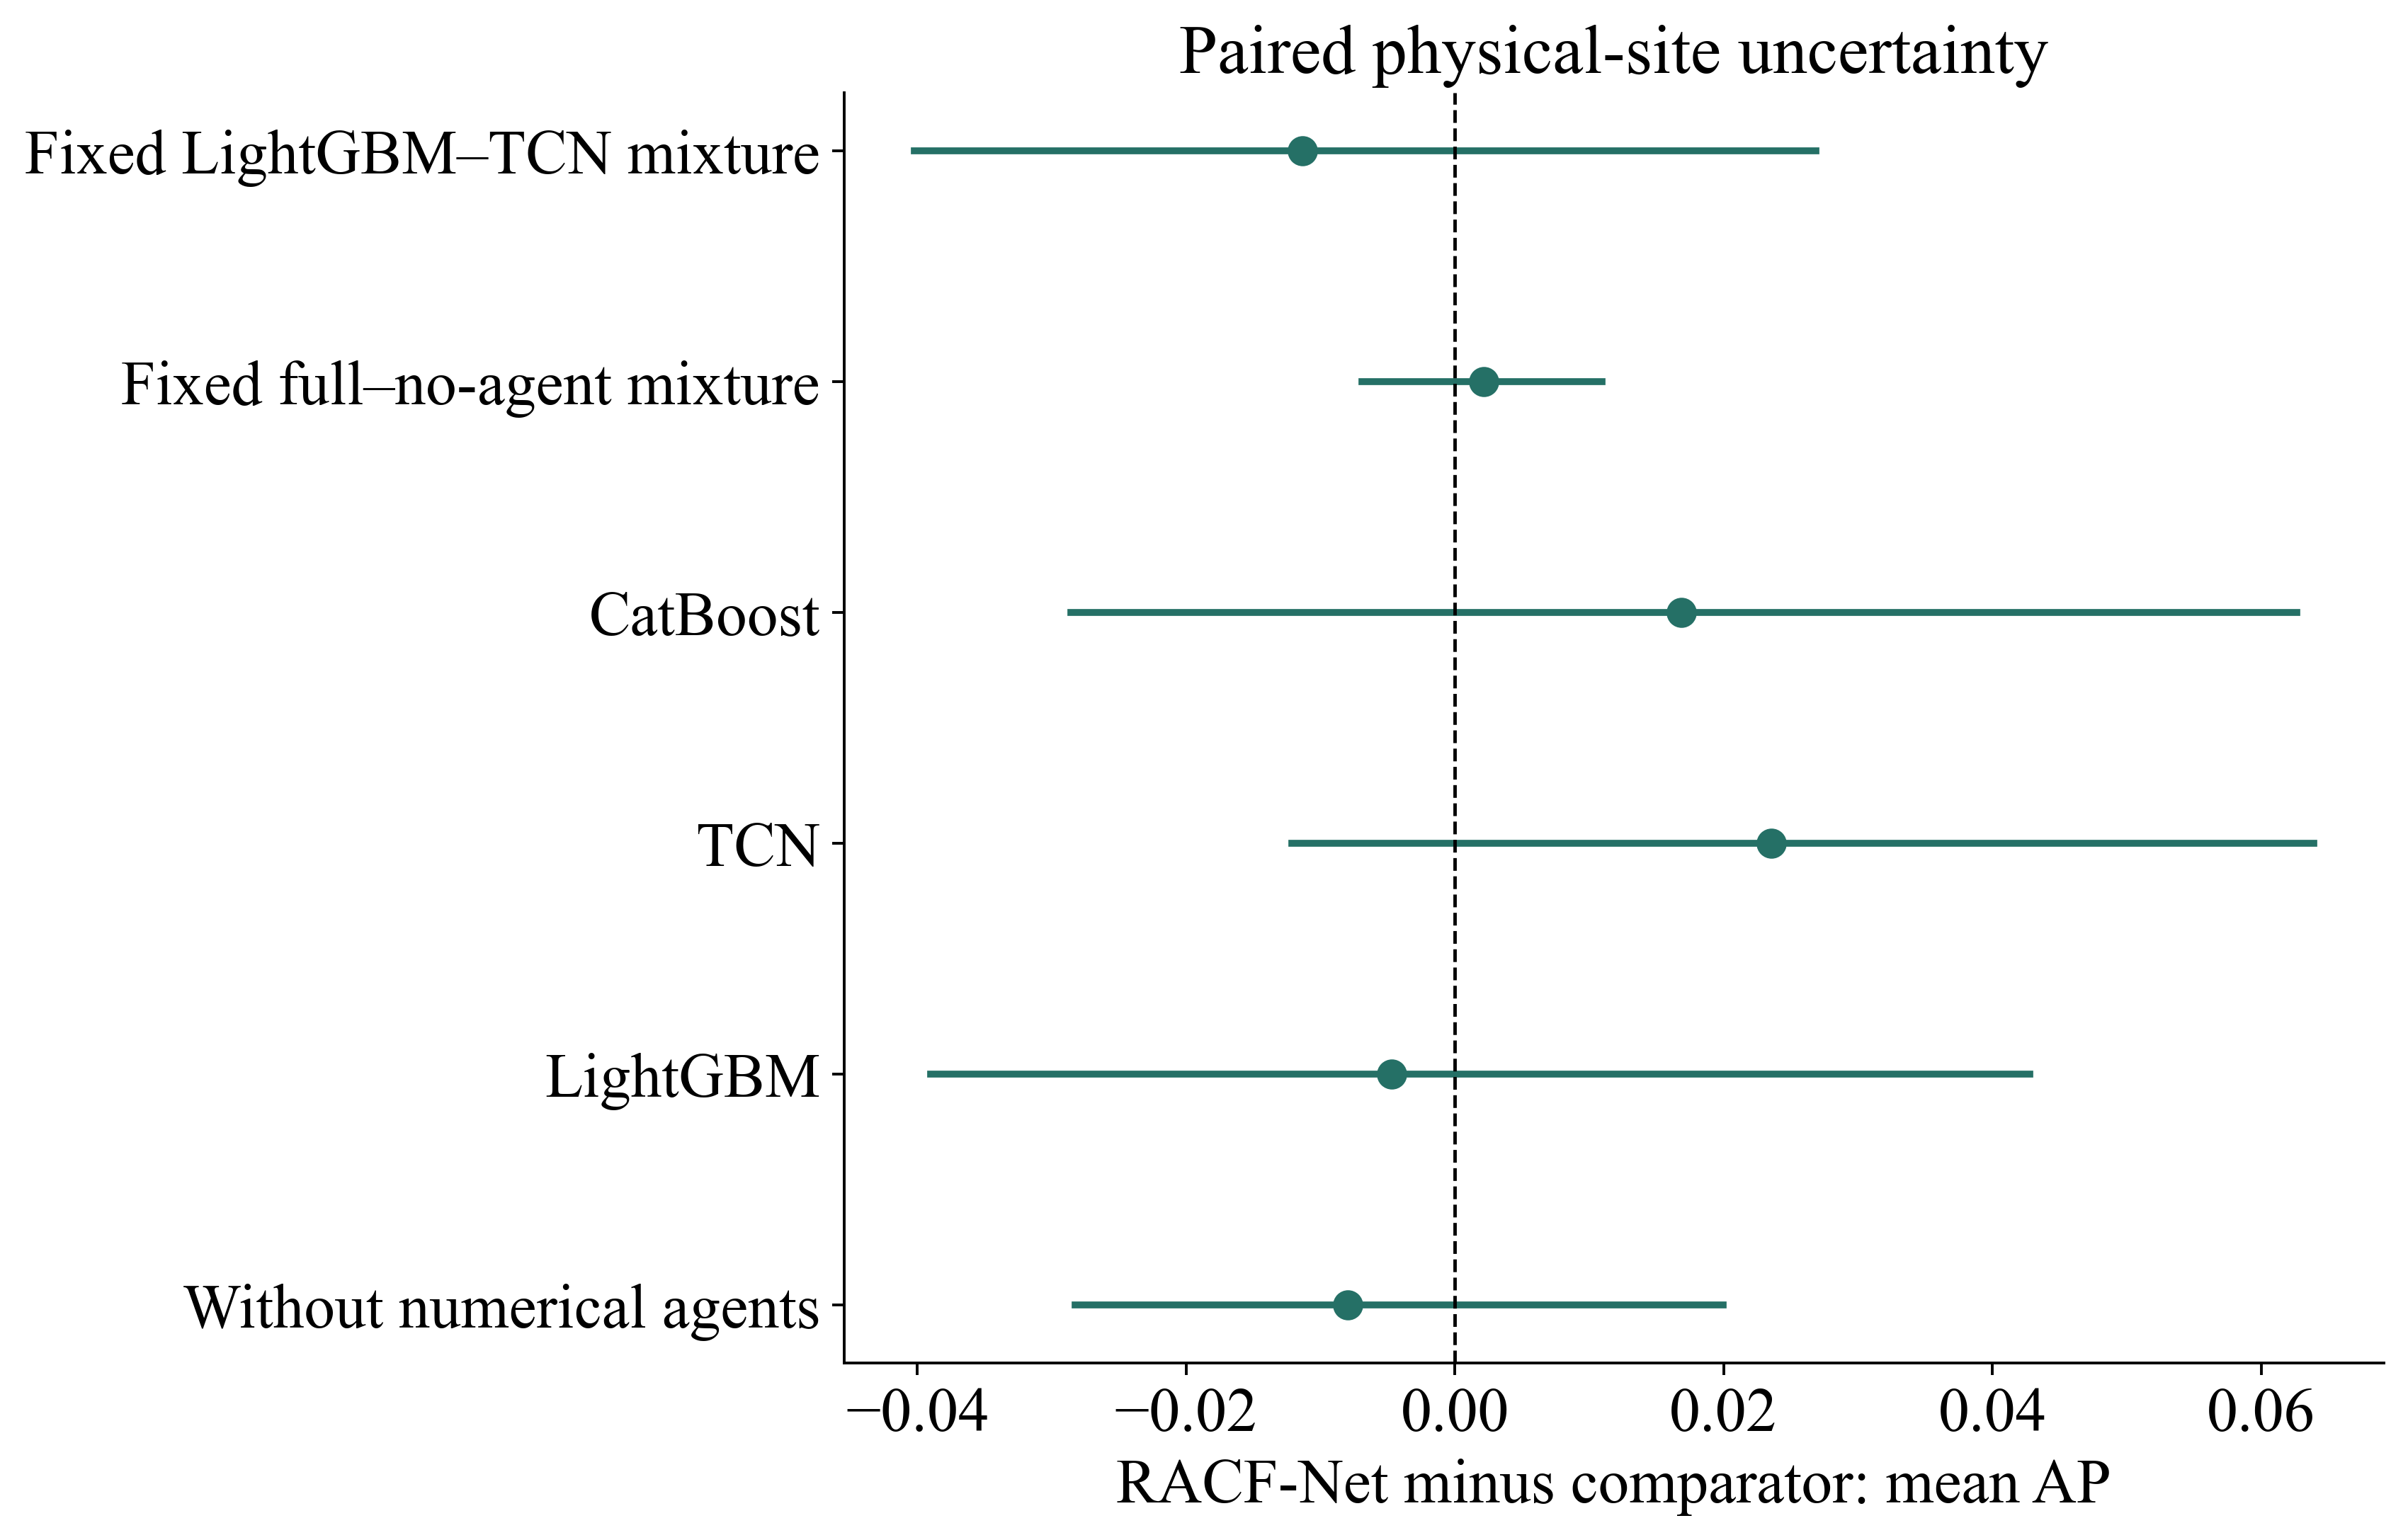 Paired physical-site uncertainty
Fixed LightGBM–TCN mixture
Fixed full–no-agent mixture
CatBoost
TCN
LightGBM
Without numerical agents
−0.04 −0.02 0.00 0.02 0.04 0.06
RACF-Net minus comparator: mean AP